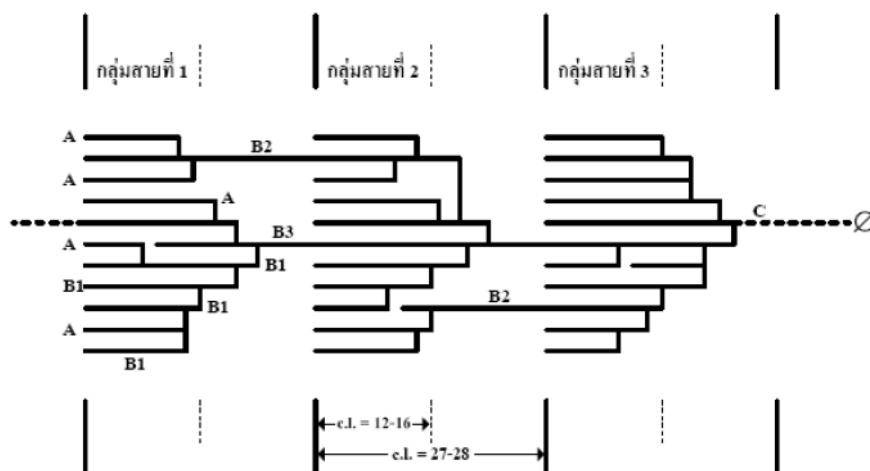 กลุ่มสายที่ 1
กลุ่มสายที่ 2
กลุ่มสายที่ 3
A
B2
A
A
C
∅
B3
A
B1
B1
B2
B1
A
B1
c.l. = 12-16
c.l. = 27-28